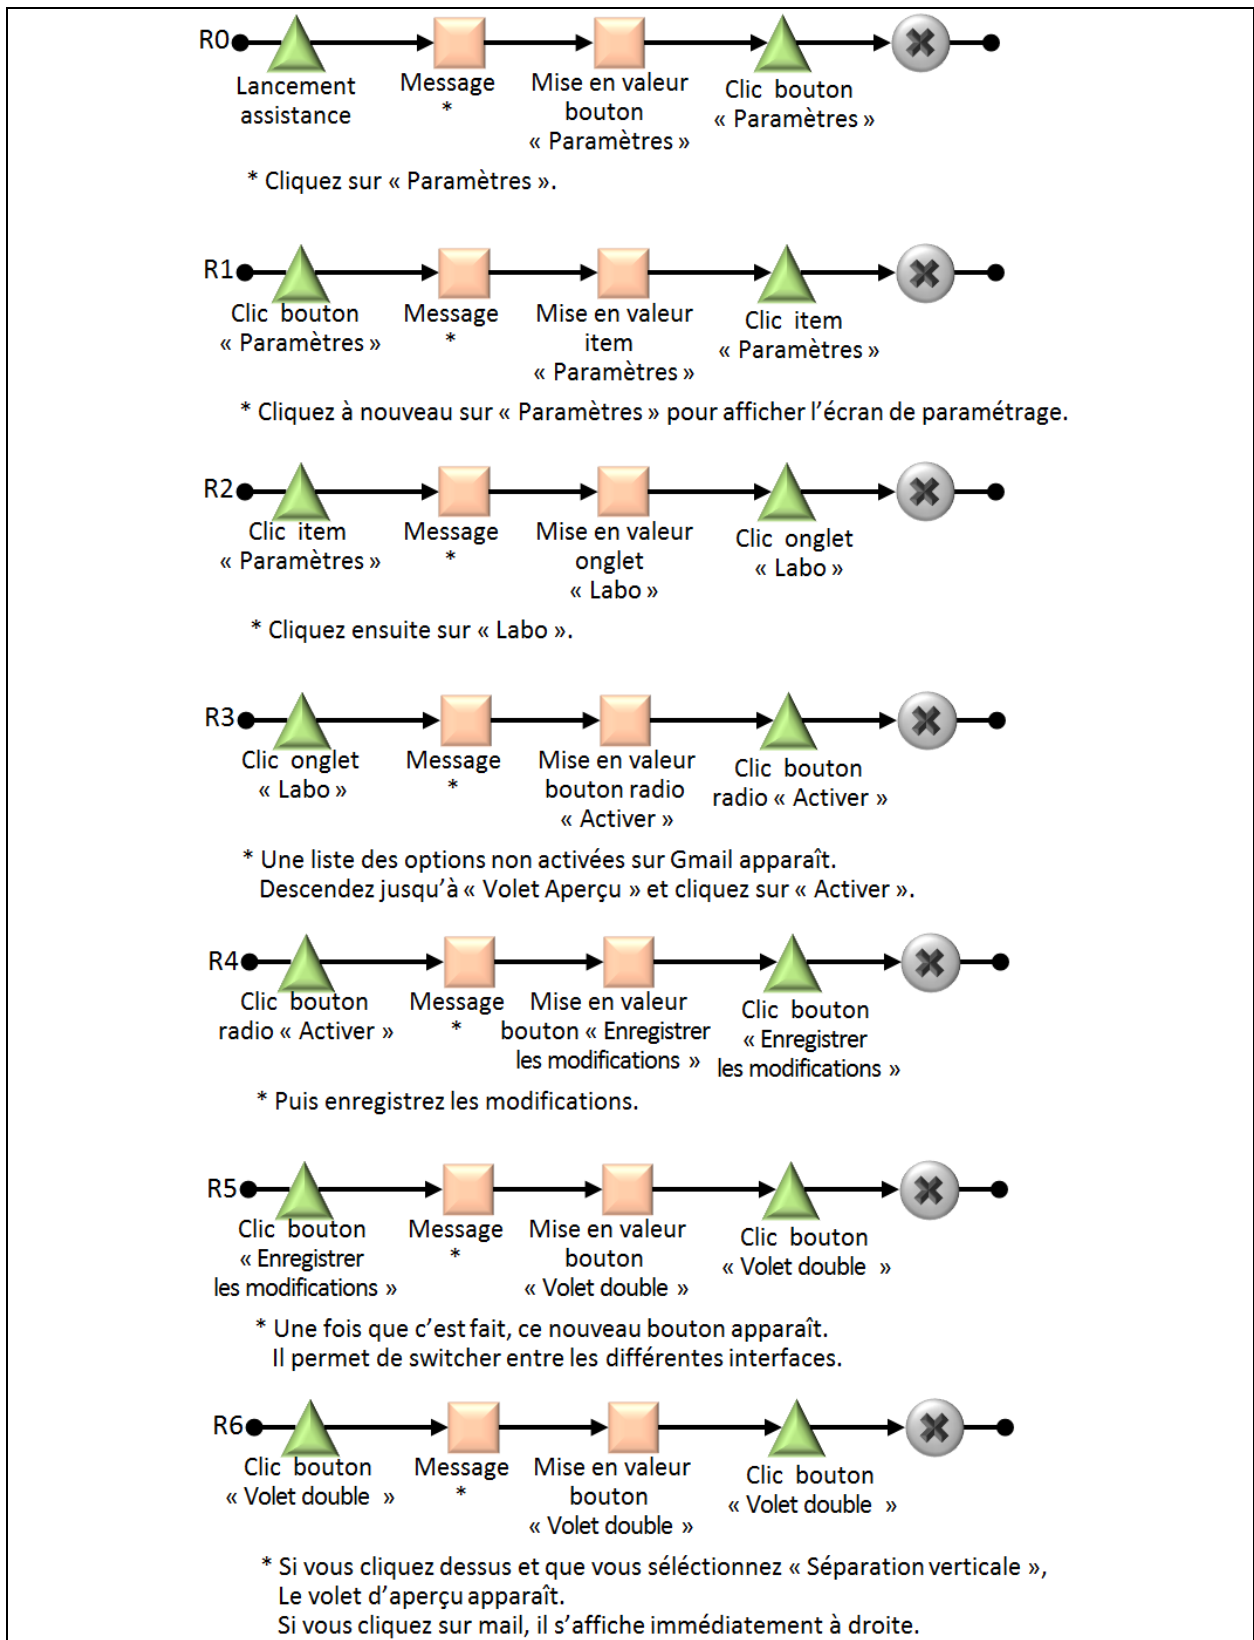 R0
Lancement
assistance
Message
*
Mise en valeur
bouton
« Paramètres »
Clic bouton
« Paramètres »
* Cliquez sur « Paramètres ».
R1
Clic bouton
« Paramètres »
Message
*
Mise en valeur
item
« Paramètres »
Clic item
« Paramètres »
* Cliquez à nouveau sur « Paramètres » pour afficher l’écran de paramétrage.
R2
Clic item
« Paramètres »
Message
*
Mise en valeur
onglet
« Labo »
Clic onglet
« Labo »
* Cliquez ensuite sur « Labo ».
R3
Clic onglet
« Labo »
Message
*
Mise en valeur
bouton radio
« Activer »
Clic bouton
radio « Activer »
* Une liste des options non activées sur Gmail apparaît.
Descendez jusqu’à « Volet Aperçu » et cliquez sur « Activer ».
R4
Clic bouton
radio « Activer »
Message
*
Mise en valeur
bouton « Enregistrer
les modifications »
Clic bouton
« Enregistrer
les modifications »
* Puis enregistrez les modifications.
R5
Clic bouton
« Enregistrer
les modifications »
Message
*
Mise en valeur
bouton
« Volet double »
Clic bouton
« Volet double »
* Une fois que c’est fait, ce nouveau bouton apparaît.
Il permet de switcher entre les différentes interfaces.
R6
Clic bouton
« Volet double »
Message
*
Mise en valeur
bouton
« Volet double »
Clic bouton
« Volet double »
* Si vous cliquez dessus et que vous séléctionnez « Séparation verticale »,
Le volet d’aperçu apparaît.
Si vous cliquez sur mail, il s’affiche immédiatement à droite.